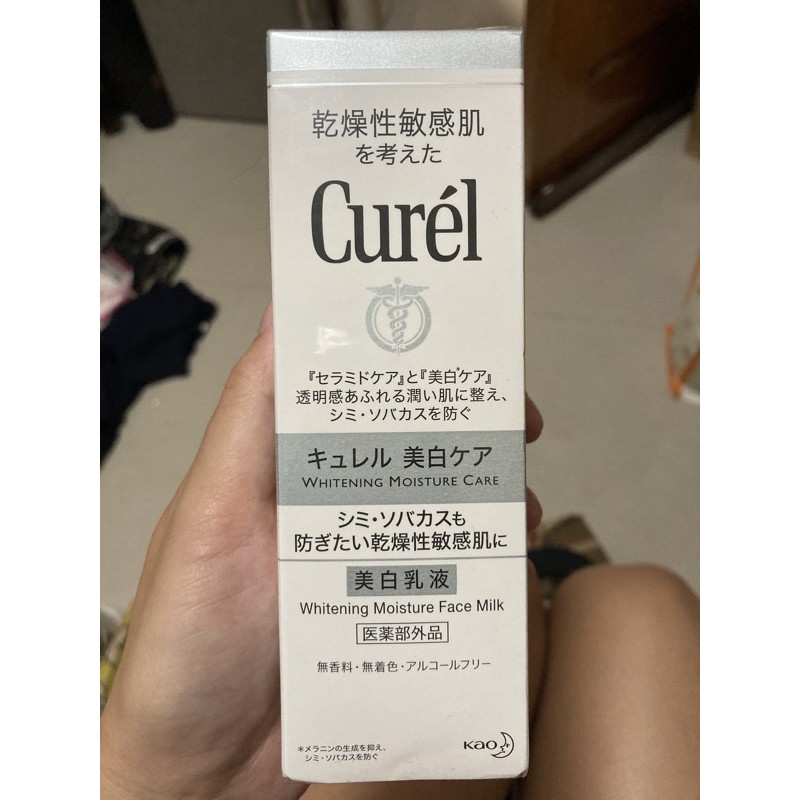 乾燥性敏感肌
を考えた
Curél
『セラミドケア』と『美白*ケア』
透明感あふれる潤い肌に整え、
シミ・ソバカスを防ぐ
キュレル 美白ケア
WHITENING MOISTURE CARE
シミ・ソバカスも
防ぎたい乾燥性敏感肌に
美白乳液
Whitening Moisture Face Milk
医薬部外品
無香料・無着色・アルコールフリー
*メラニンの生成を抑え、
シミ・ソバカスを防ぐ
Kao